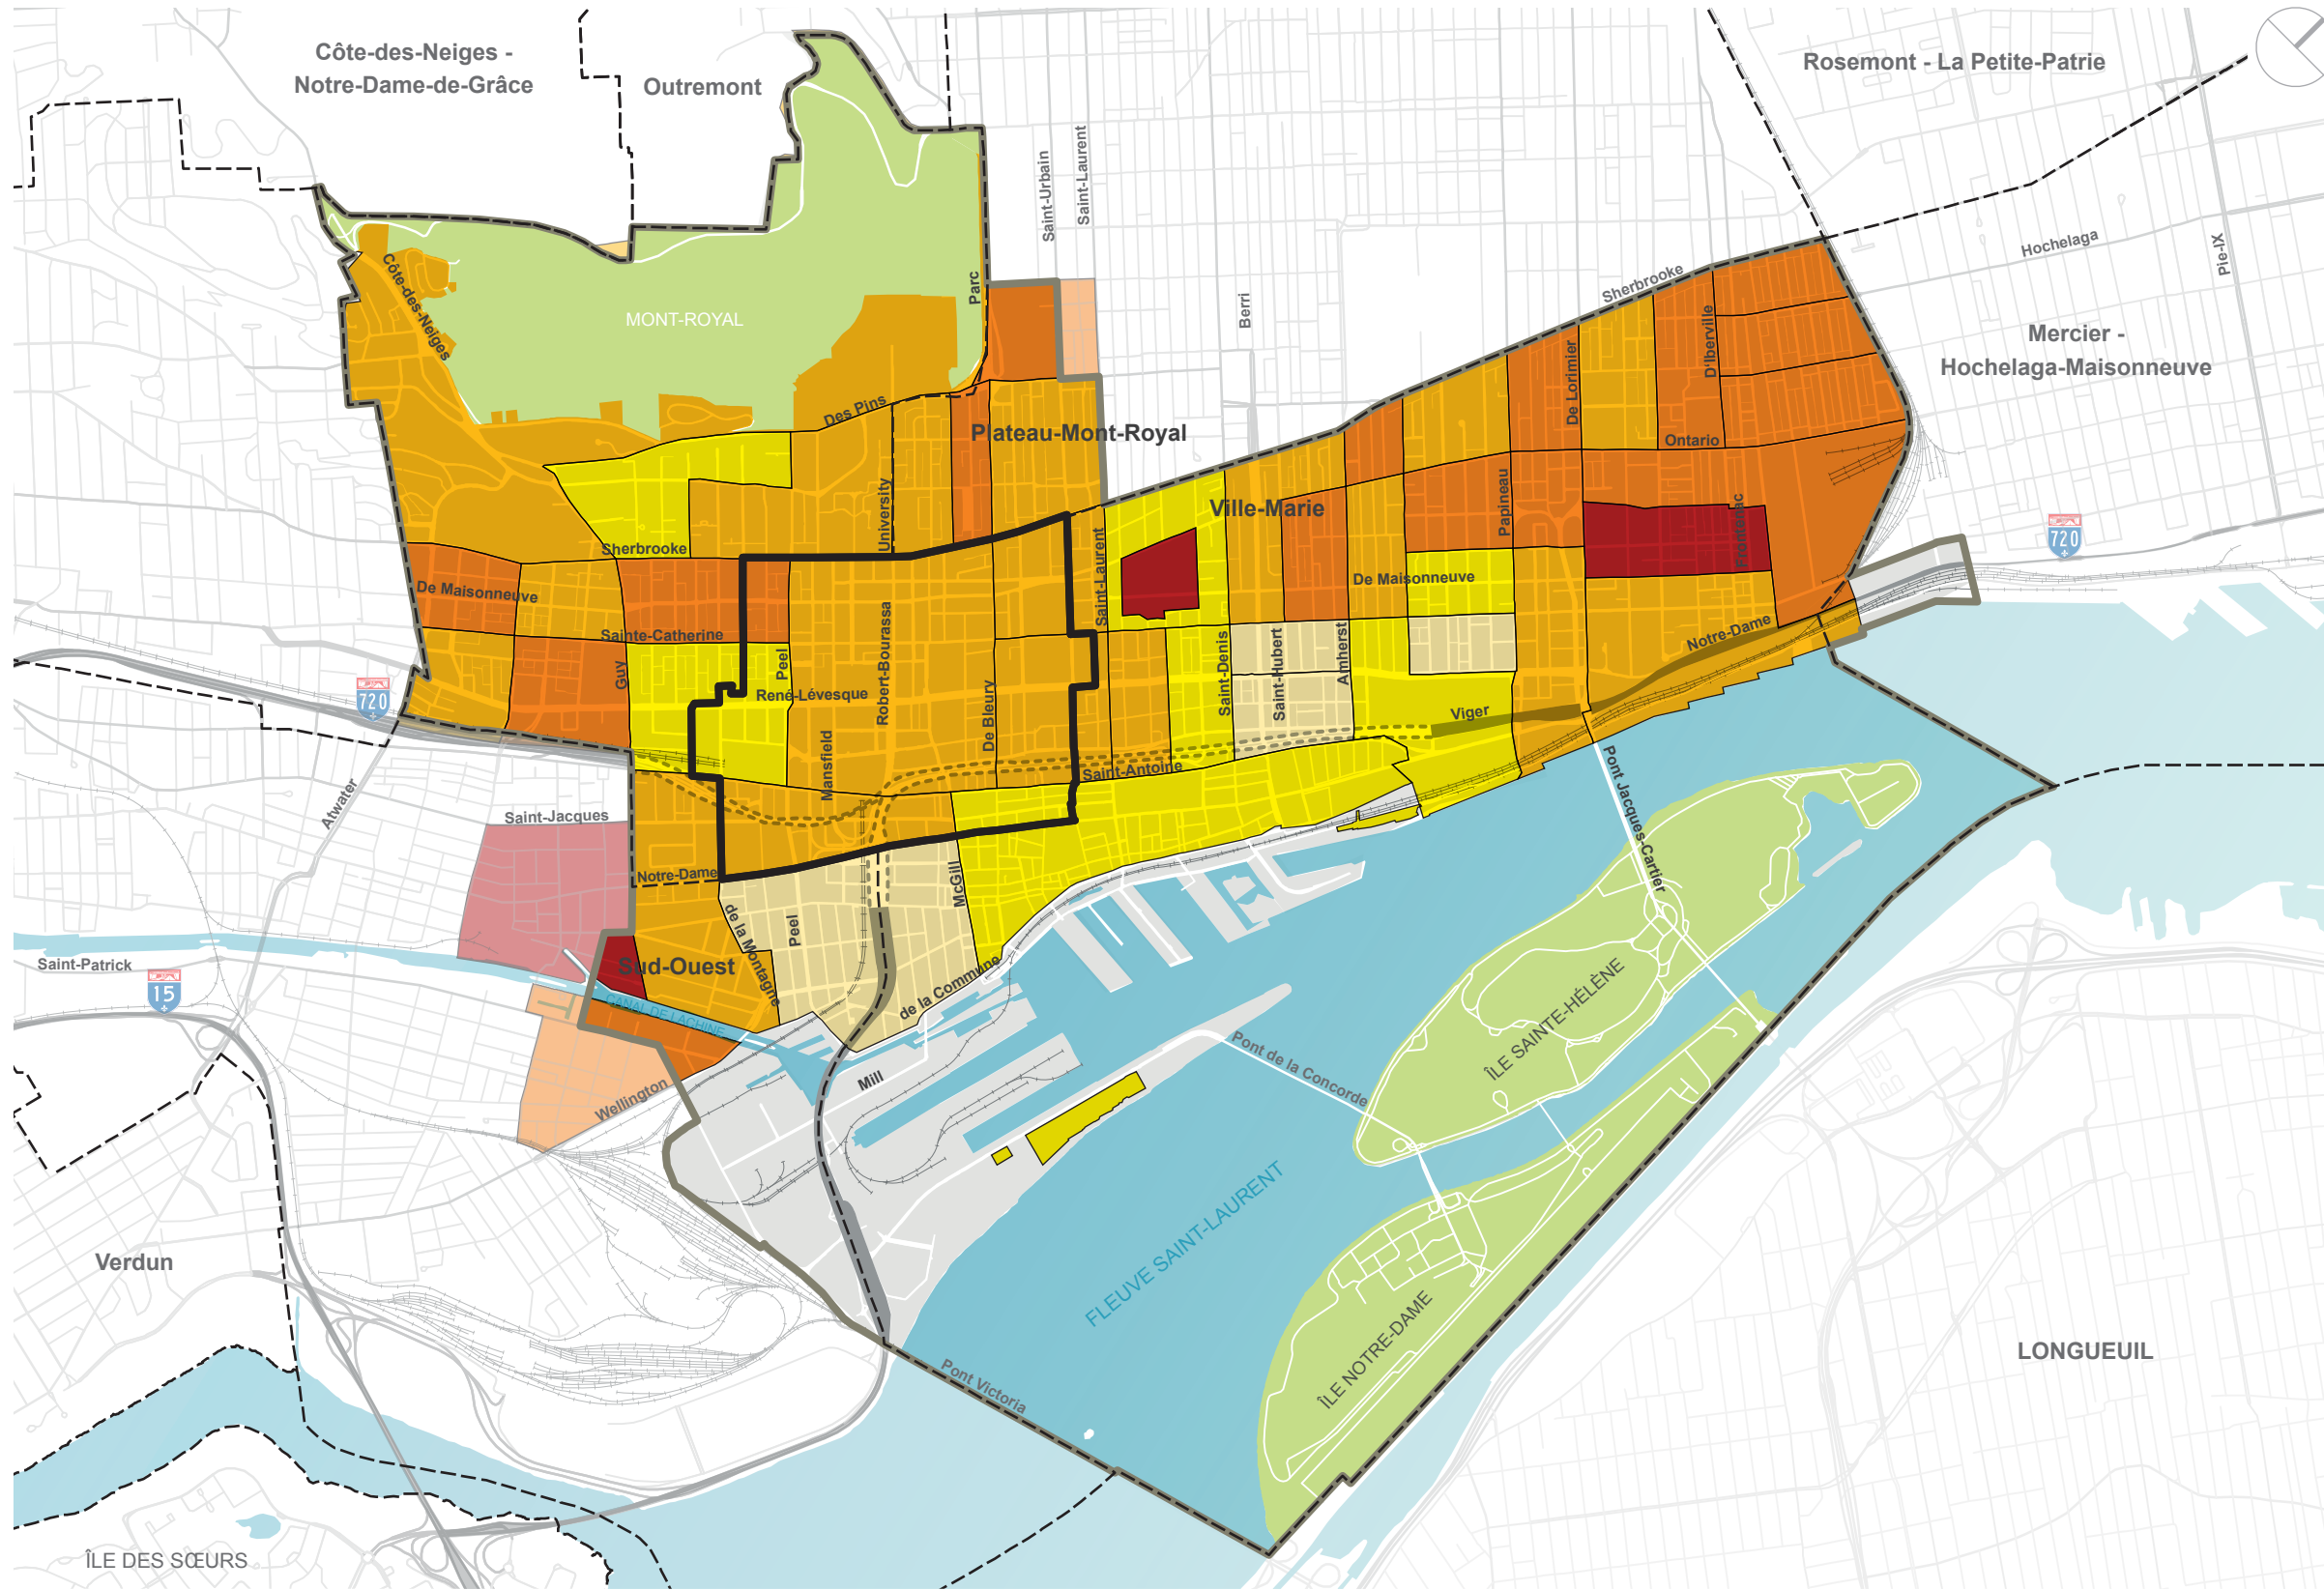 Côte-des-Neiges -
Notre-Dame-de-Grâce
Outremont
Rosemont - La Petite-Patrie
Saint-Urbain
Saint-Laurent
Hochelaga
Pie-IX
Côte-des-Neiges
MONT-ROYAL
Parc
Berri
Sherbrooke
D'Iberville
De Lorimier
Mercier -
Hochelaga-Maisonneuve
Des Pins
Plateau-Mont-Royal
Ontario
University
Ville-Marie
Papineau
Frontenac
Sherbrooke
Saint-Laurent
720
De Maisonneuve
De Maisonneuve
Sainte-Catherine
Guy
Peel
Robert-Bourassa
De Bleury
Saint-Denis
Saint-Hubert
Amherst
Notre-Dame
720
René-Lévesque
Viger
Mansfield
Saint-Antoine
Pont Jacques-Cartier
Atwater
Saint-Jacques
Notre-Dame
McGill
de la Montagne
Peel
Saint-Patrick
15
Sud-Ouest
de la Commune
CANAL DE LACHINE
ÎLE SAINTE-HÉLÈNE
Pont de la Concorde
Mill
Wellington
FLEUVE SAINT-LAURENT
Verdun
ÎLE NOTRE-DAME
LONGUEUIL
Pont Victoria
ÎLE DES SŒURS